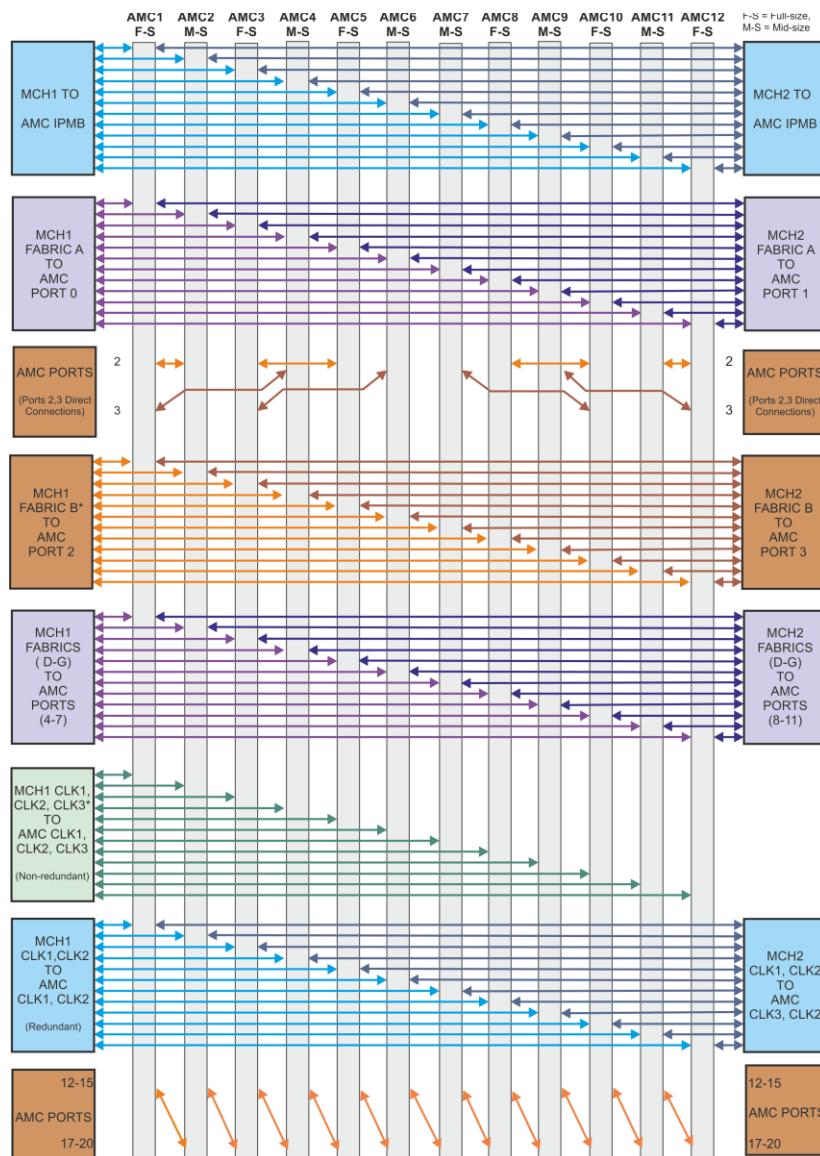 AMC1 AMC2 AMC3 AMC4 AMC5 AMC6 AMC7 AMC8 AMC9 AMC10 AMC11 AMC12
F-S M-S F-S M-S F-S M-S M-S F-S M-S F-S M-S F-S
F-S = Full-size,
M-S = Mid-size
MCH1 TO
AMC IPMB
MCH2 TO
AMC IPMB
MCH1
FABRIC A
TO
AMC
PORT 0
MCH2
FABRIC A
TO
AMC
PORT 1
AMC PORTS
(Ports 2,3 Direct
Connections)
2
3
2
3
AMC PORTS
(Ports 2,3 Direct
Connections)
MCH1
FABRIC B*
TO
AMC
PORT 2
MCH2
FABRIC B
TO
AMC
PORT 3
MCH1
FABRICS
( D-G)
TO
AMC
PORTS
(4-7)
MCH2
FABRICS
(D-G)
TO
AMC
PORTS
(8-11)
MCH1 CLK1,
CLK2, CLK3*
TO
AMC CLK1,
CLK2, CLK3
(Non-redundant)
MCH1
CLK1,CLK2
TO
AMC
CLK1, CLK2
(Redundant)
MCH2
CLK1, CLK2
TO
AMC
CLK3, CLK2
12-15
AMC PORTS
17-20
12-15
AMC PORTS
17-20